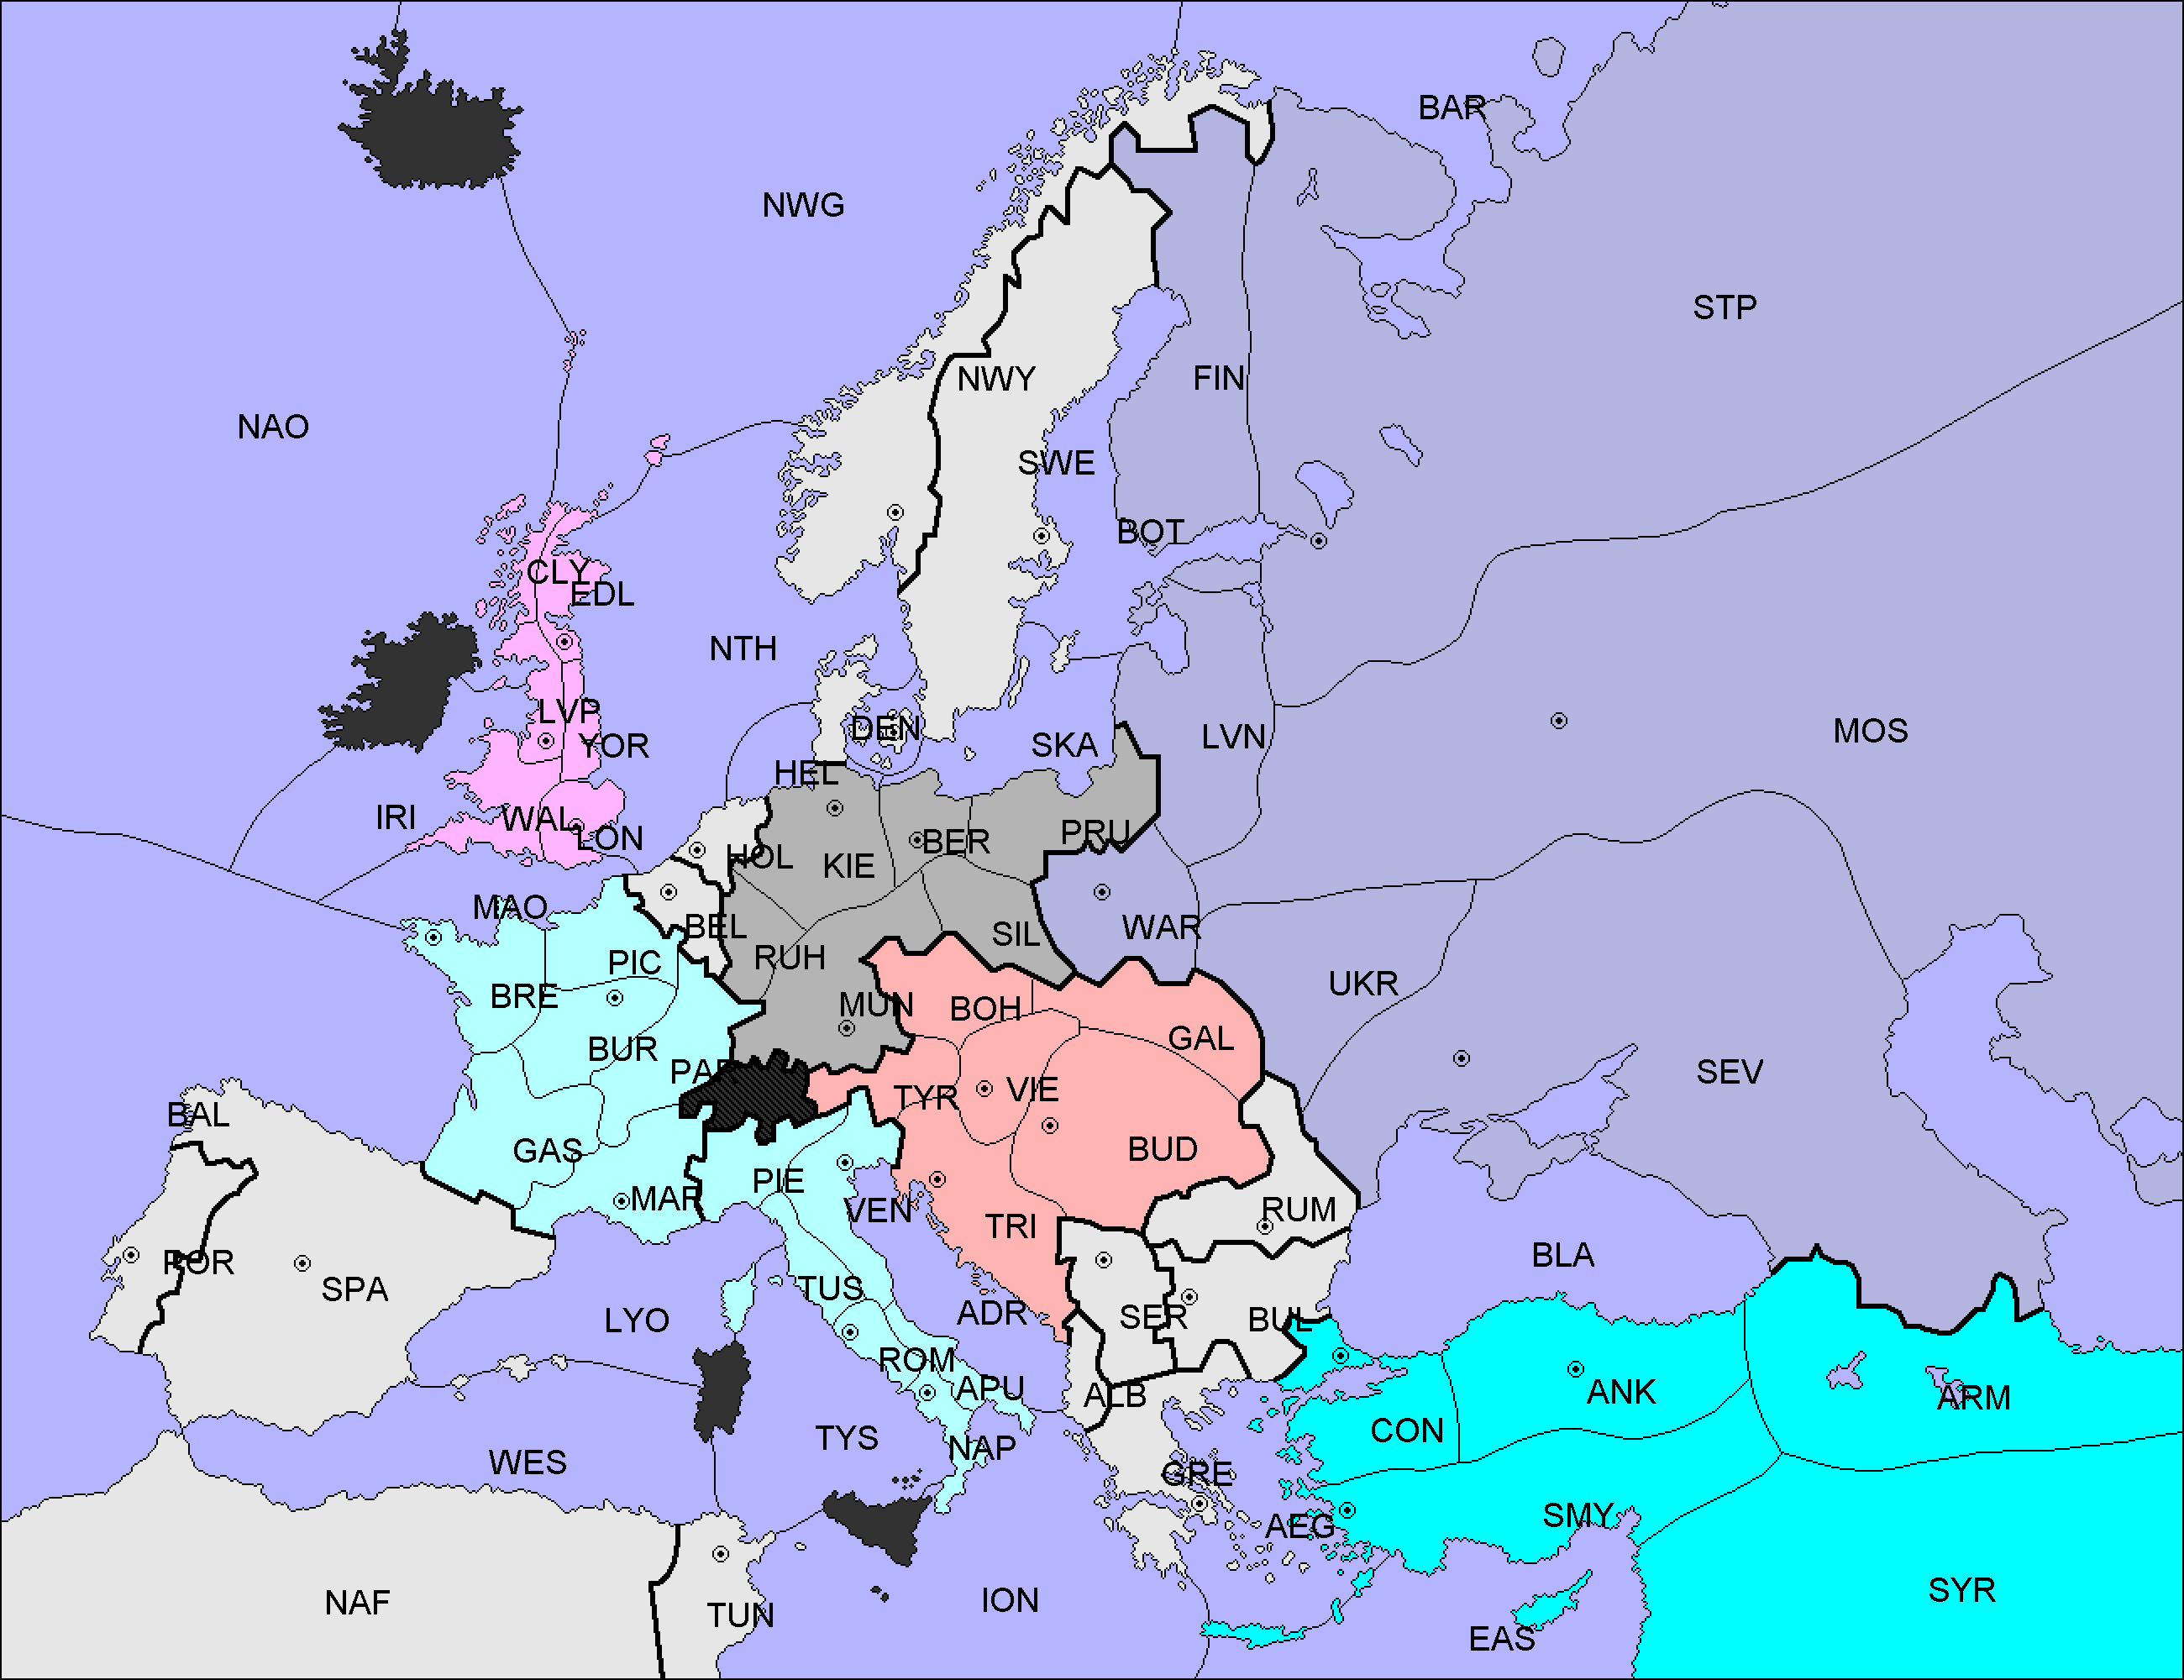 BAR
NWG
STP
NWY
FIN
NAO
SWE
BOT
CLY
EDL
NTH
LVP
YOR
DEN
SKA
LVN
MOS
HEL
IRI
WAL
LON
HOL
KIE
BER
PRU
MAO
BEL
SIL
WAR
PIC
RUH
UKR
BRE
MUN
BOH
GAL
BUR
PAR
TYR
VIE
SEV
BAL
GAS
BUD
PIE
MAR
VEN
TRI
RUM
POR
SPA
TUS
BLA
LYO
ADR
SER
BUL
ROM
APU
ALB
ANK
ARM
CON
TYS
NAP
WES
GRE
AEG
SMY
NAF
TUN
ION
SYR
EAS